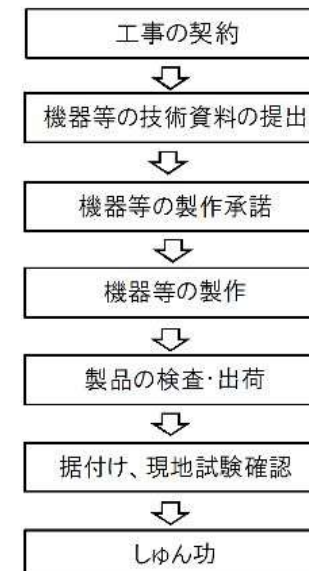 工事の契約
機器等の技術資料の提出
機器等の製作承諾
機器等の製作
製品の検査・出荷
据付け、現地試験確認
しゅん功